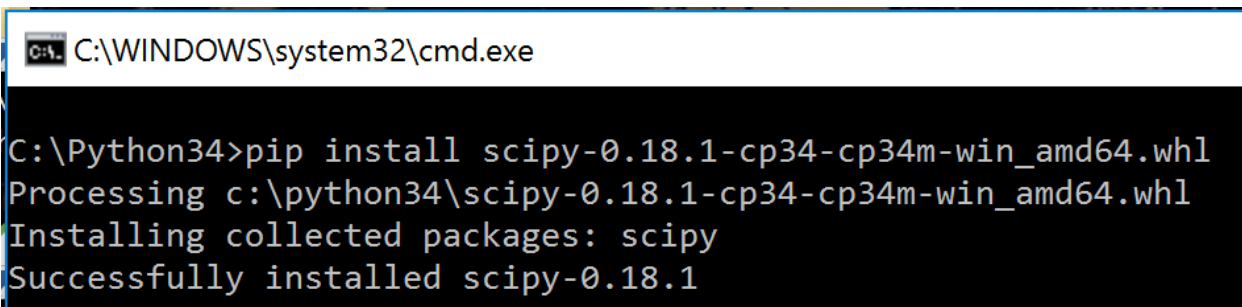 C:\WINDOWS\system32\cmd.exe
C:\Python34>pip install scipy-0.18.1-cp34-cp34m-win_amd64.whl
Processing c:\python34\scipy-0.18.1-cp34-cp34m-win_amd64.whl
Installing collected packages: scipy
Successfully installed scipy-0.18.1